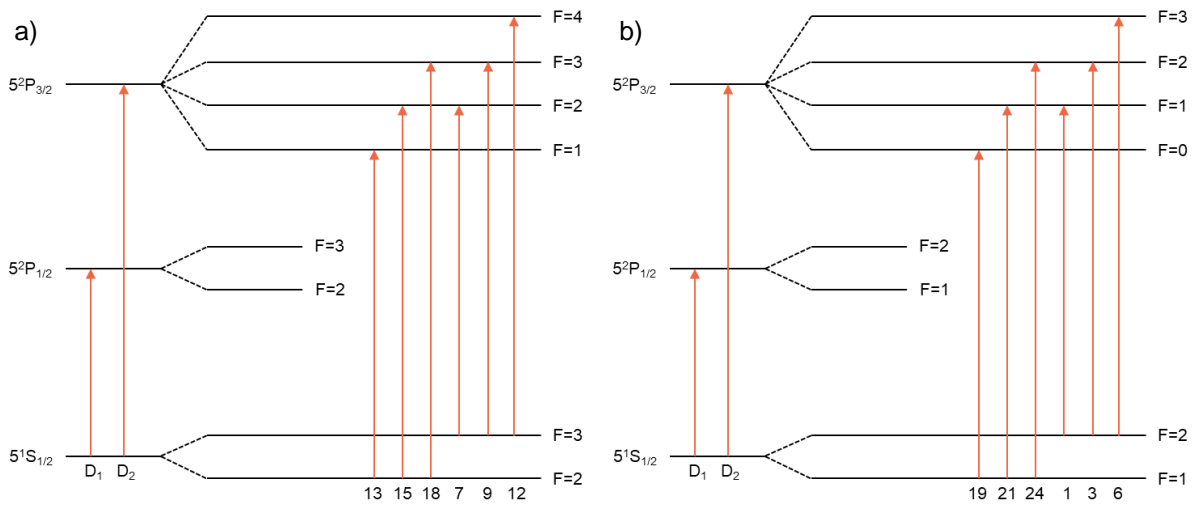 a)
F=4
F=3
5²P₃/₂
F=2
F=1
F=3
5²P₁/₂
F=2
F=3
5¹S₁/₂
D₁ D₂
F=2
13 15 18 7 9 12
b)
F=3
F=2
5²P₃/₂
F=1
F=0
F=2
5²P₁/₂
F=1
F=2
5¹S₁/₂
D₁ D₂
F=1
19 21 24 1 3 6